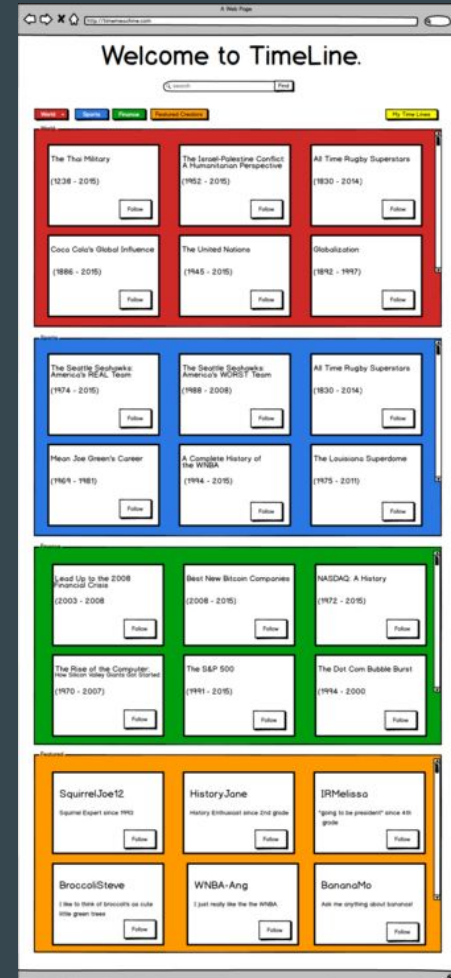 A Web Page
http://timemaschine.com
Welcome to TimeLine.
search
Find
World
Sports
Finance
Featured Creators
My Time Lines
World
The Thai Military
(1238 - 2015)
Follow
The Israel-Palestine Conflict
A Humanitarian Perspective
(1952 - 2015)
Follow
All Time Rugby Superstars
(1830 - 2014)
Follow
Coca Cola's Global Influence
(1886 - 2015)
Follow
The United Nations
(1945 - 2015)
Follow
Globalization
(1892 - 1997)
Follow
Sports
The Seattle Seahawks:
America's REAL Team
(1974 - 2015)
Follow
The Seattle Seahawks:
America's WORST Team
(1988 - 2008)
Follow
All Time Rugby Superstars
(1830 - 2014)
Follow
Mean Joe Green's Career
(1969 - 1981)
Follow
A Complete History of
the WNBA
(1994 - 2015)
Follow
The Louisiana Superdome
(1975 - 2011)
Follow
Finance
Lead Up to the 2008
Financial Crisis
(2003 - 2008
Follow
Best New Bitcoin Companies
(2008 - 2015)
Follow
NASDAQ: A History
(1972 - 2015)
Follow
The Rise of the Computer:
How Silicon Valley Giants Got Started
(1970 - 2007)
Follow
The S&P 500
(1991 - 2015)
Follow
The Dot Com Bubble Burst
(1994 - 2000
Follow
Featured
SquirrelJoe12
Squirrel Expert since 1992
Follow
HistoryJane
History Enthusiast since 2nd grade
Follow
IRMelissa
"going to be president" since 4th
grade
Follow
BroccoliSteve
I like to think of broccoli's as cute
little green trees
Follow
WNBA-Ang
I just really like the the WNBA.
Follow
BananaMo
Ask me anything about bananas!
Follow